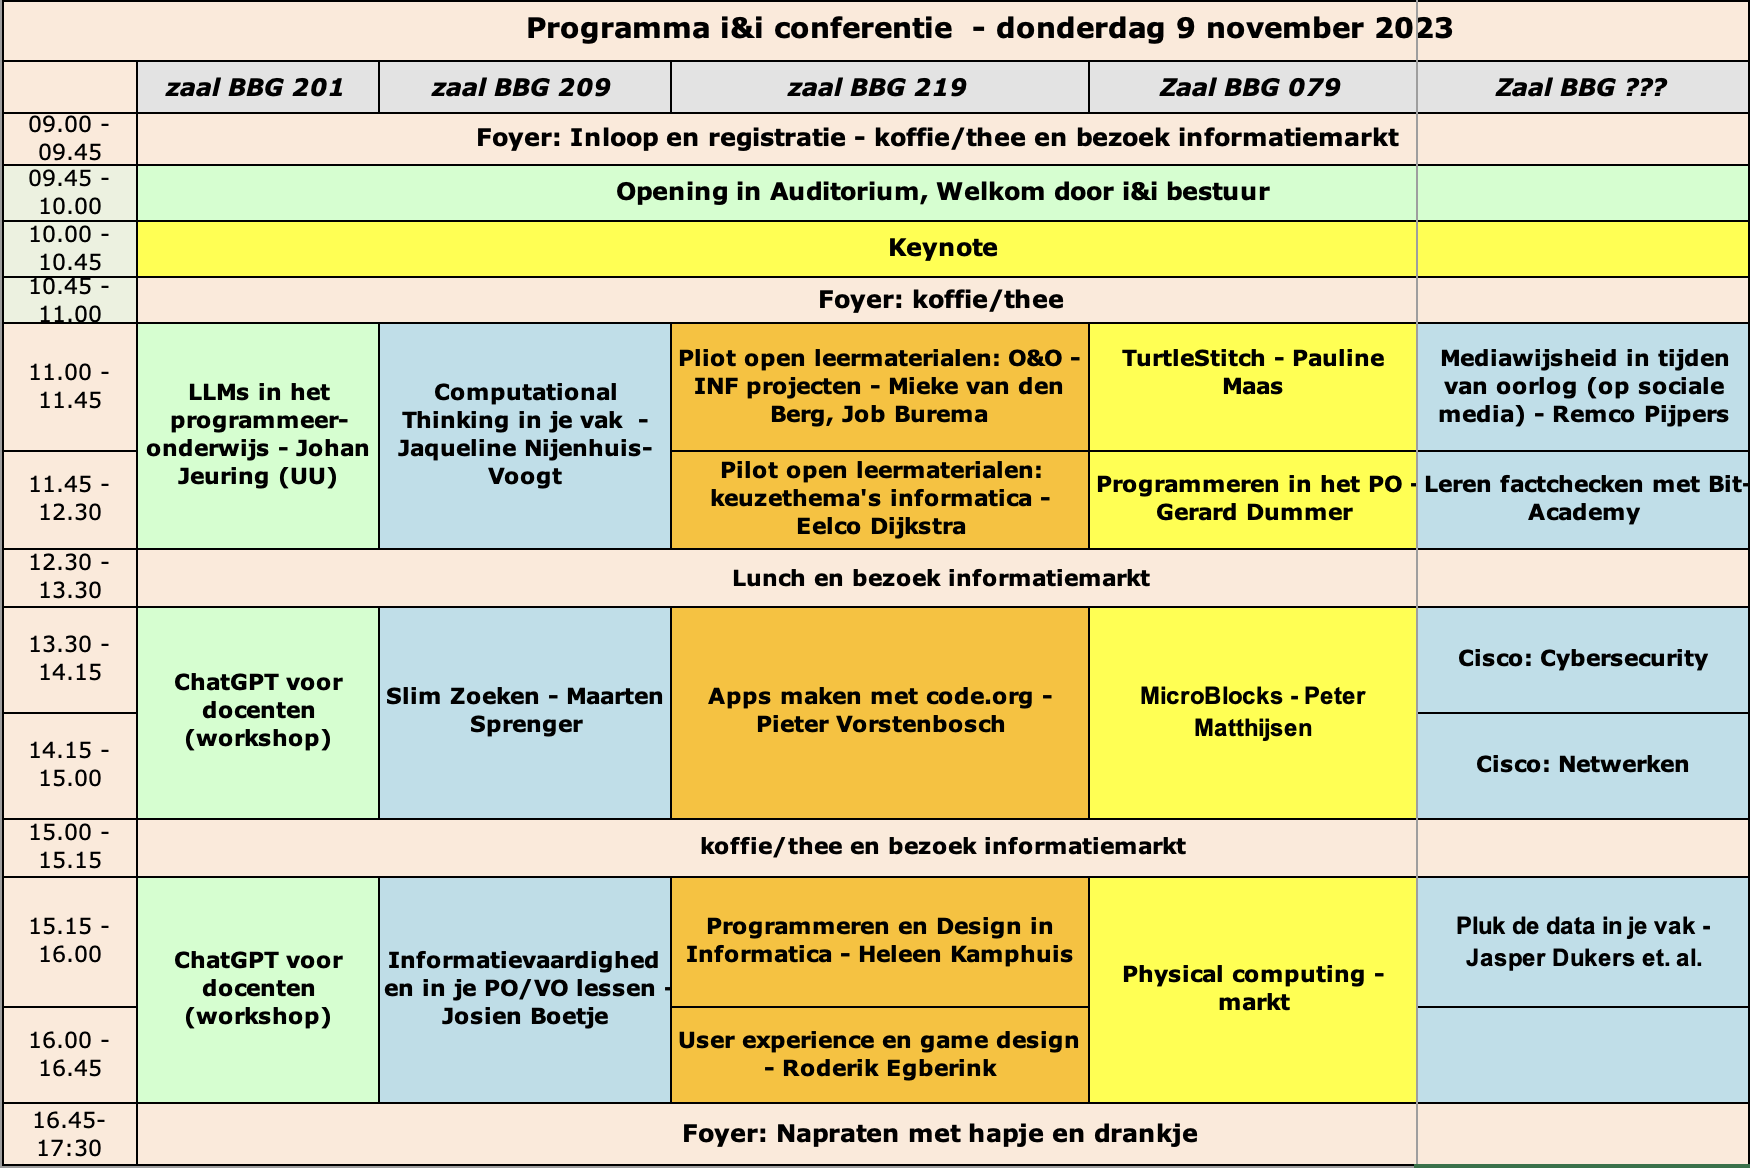 Programma i&i conferentie - donderdag 9 november 2023
zaal BBG 201
zaal BBG 209
zaal BBG 219
Zaal BBG 079
Zaal BBG ???
09.00 -
09.45
Foyer: Inloop en registratie - koffie/thee en bezoek informatiemarkt
09.45 -
10.00
Opening in Auditorium, Welkom door i&i bestuur
10.00 -
10.45
Keynote
10.45 -
11.00
Foyer: koffie/thee
11.00 -
11.45
LLMs in het
programmeer-
onderwijs - Johan
Jeuring (UU)
Computational
Thinking in je vak -
Jaqueline Nijenhuis-
Voogt
Pliot open leermaterialen: O&O -
INF projecten - Mieke van den
Berg, Job Burema
TurtleStitch - Pauline
Maas
Mediawijsheid in tijden
van oorlog (op sociale
media) - Remco Pijpers
11.45 -
12.30
Pilot open leermaterialen:
keuzethema's informatica -
Eelco Dijkstra
Programmeren in het PO -
Gerard Dummer
Leren factchecken met Bit-
Academy
12.30 -
13.30
Lunch en bezoek informatiemarkt
13.30 -
14.15
ChatGPT voor
docenten
(workshop)
Slim Zoeken - Maarten
Sprenger
Apps maken met code.org -
Pieter Vorstenbosch
MicroBlocks - Peter
Matthijsen
Cisco: Cybersecurity
14.15 -
15.00
Cisco: Netwerken
15.00 -
15.15
koffie/thee en bezoek informatiemarkt
15.15 -
16.00
ChatGPT voor
docenten
(workshop)
Informatievaardighed
en in je PO/VO lessen -
Josien Boetje
Programmeren en Design in
Informatica - Heleen Kamphuis
Physical computing -
markt
Pluk de data in je vak -
Jasper Dukers et. al.
16.00 -
16.45
User experience en game design
- Roderik Egberink
16.45-
17:30
Foyer: Napraten met hapje en drankje